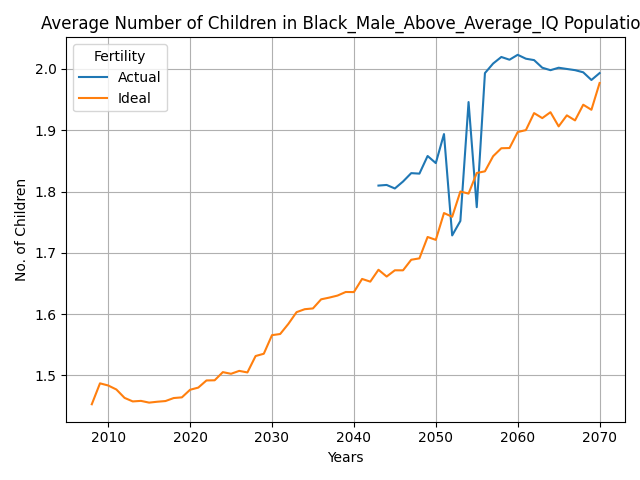 Average Number of Children in Black_Male_Above_Average_IQ Populatio
Fertility
Actual
Ideal
No. of Children
2.0
1.9
1.8
1.7
1.6
1.5
2010 2020 2030 2040 2050 2060 2070
Years